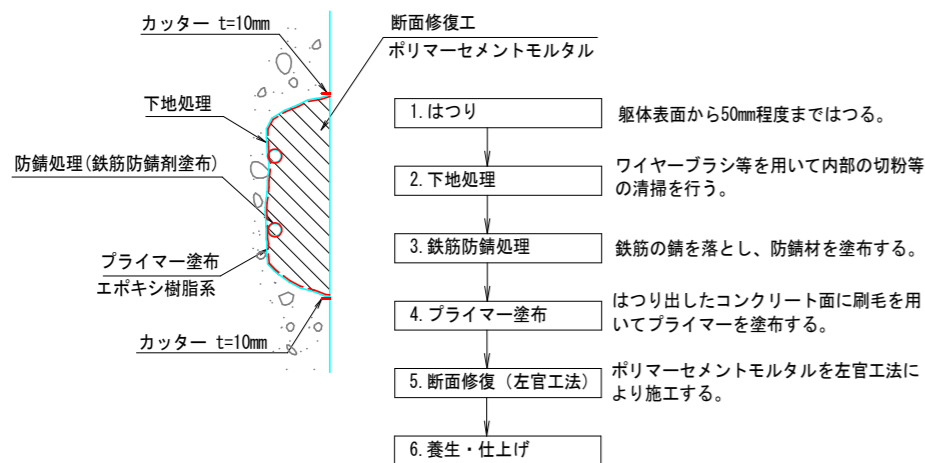 カッター t=10mm
断面修復工
ポリマーセメントモルタル
下地処理
防錆処理(鉄筋防錆剤塗布)
プライマー塗布
エポキシ樹脂系
カッター t=10mm
1. はつり
躯体表面から50mm程度まではつる。
2. 下地処理
ワイヤーブラシ等を用いて内部の切粉等
の清掃を行う。
3. 鉄筋防錆処理
鉄筋の錆を落とし、防錆材を塗布する。
4. プライマー塗布
はつり出したコンクリート面に刷毛を用
いてプライマーを塗布する。
5. 断面修復（左官工法）
ポリマーセメントモルタルを左官工法に
より施工する。
6. 養生・仕上げ